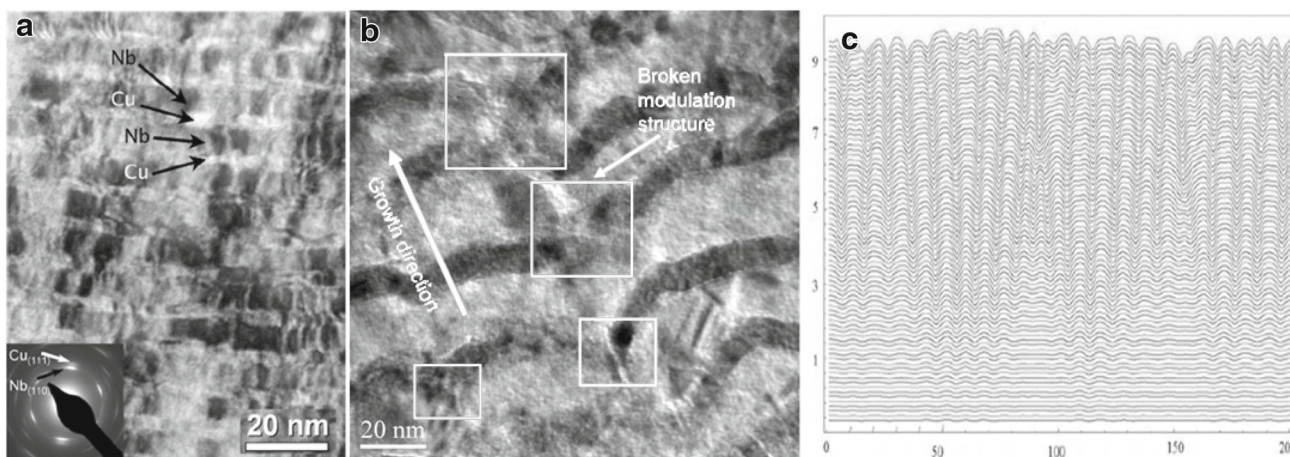 a
Nb
Cu
Nb
Cu
Cu(111)
Nb(110)
20 nm
b
Broken
modulation
structure
Growth direction
20 nm
c
9
7
5
3
1
0
50
100
150
20